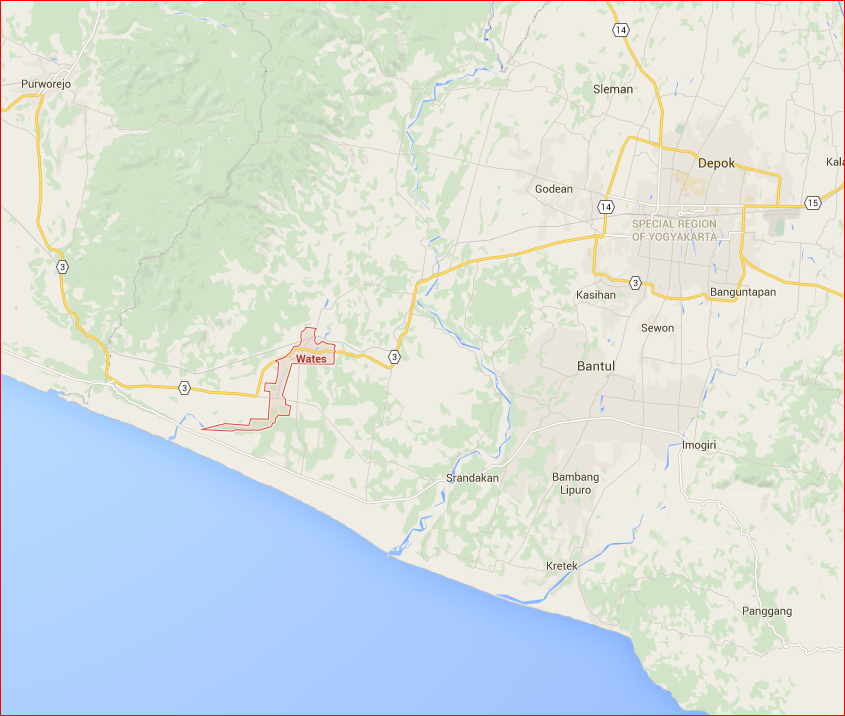 14
Purworejo
Sleman
Depok
Kala
Godean
14
15
SPECIAL REGION
OF YOGYAKARTA
3
3
Kasihan
Banguntapan
Sewon
3
Wates
Bantul
3
Imogiri
Srandakan
Bambang
Lipuro
Kretek
Panggang